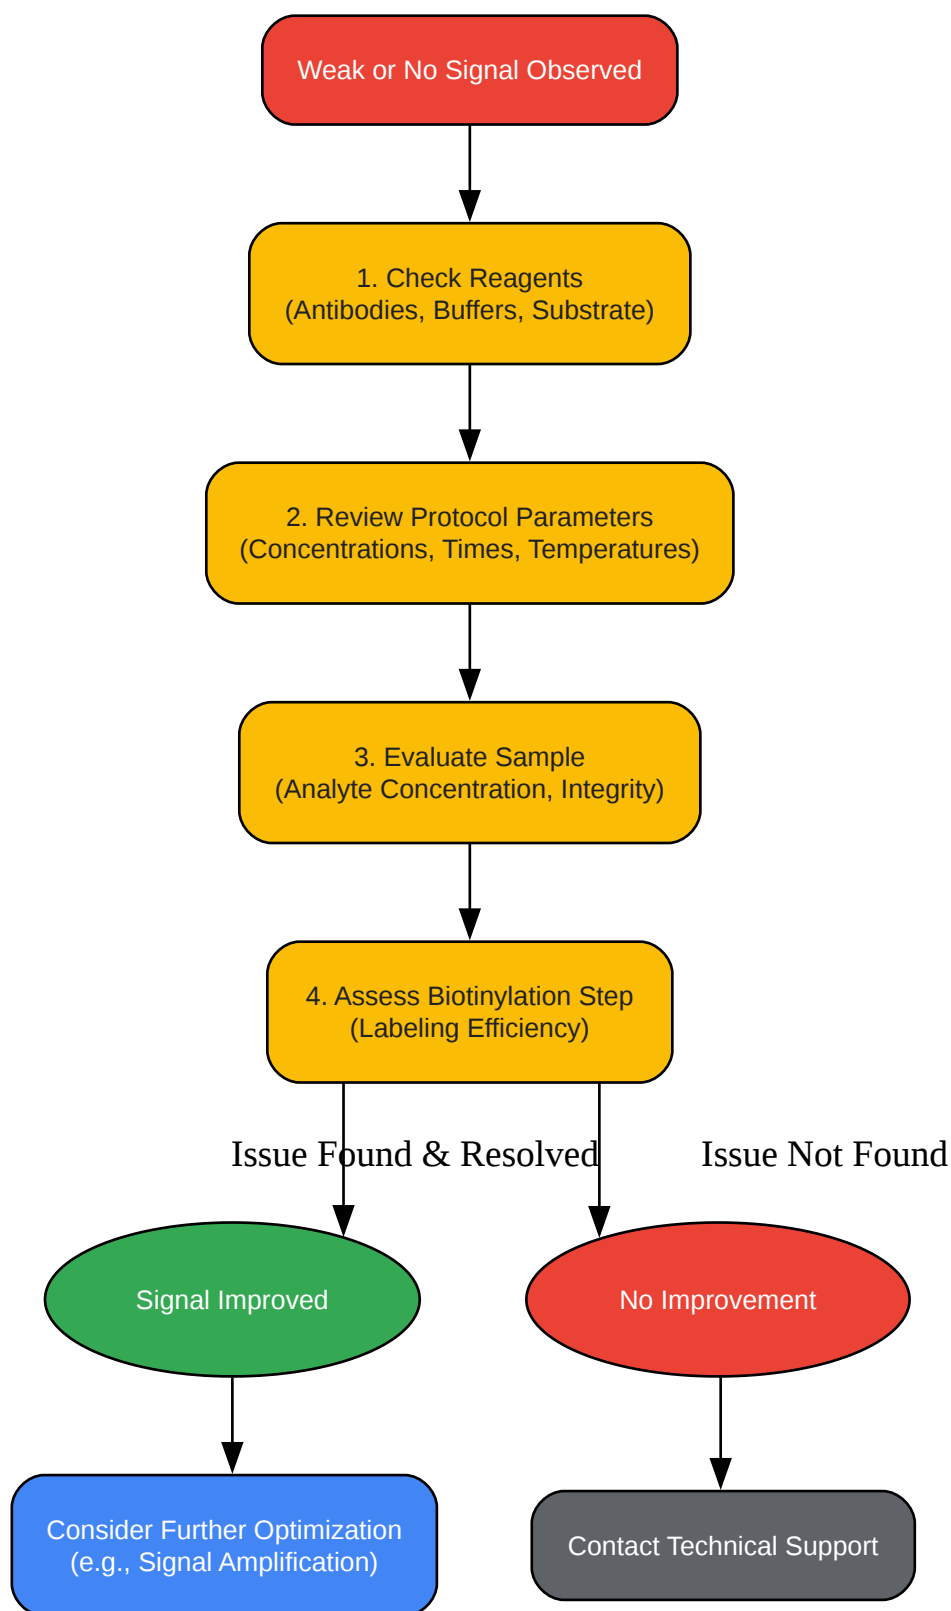 Weak or No Signal Observed
1. Check Reagents
(Antibodies, Buffers, Substrate)
2. Review Protocol Parameters
(Concentrations, Times, Temperatures)
3. Evaluate Sample
(Analyte Concentration, Integrity)
4. Assess Biotinylation Step
(Labeling Efficiency)
Issue Found & Resolved
Issue Not Found
Signal Improved
No Improvement
Consider Further Optimization
(e.g., Signal Amplification)
Contact Technical Support